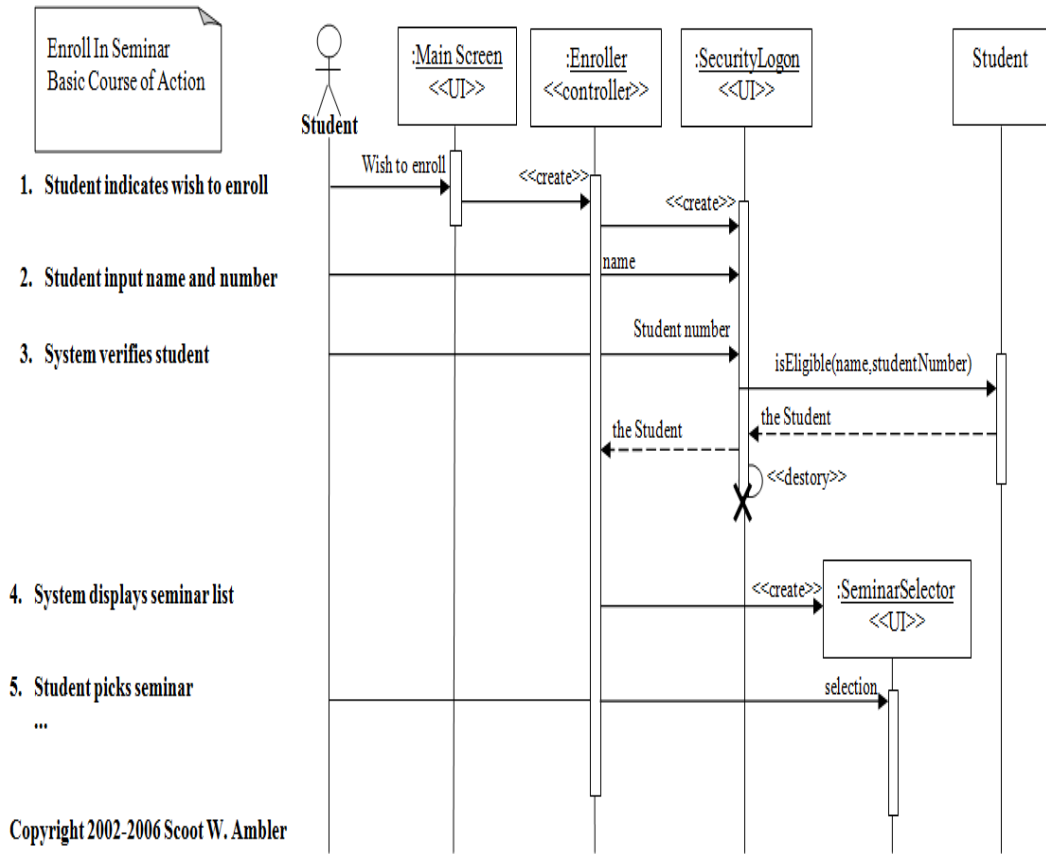 Enroll In Seminar
Basic Course of Action
Student
:Main Screen
<<UI>>
:Enroller
<<controller>>
:SecurityLogon
<<UI>>
Student
1. Student indicates wish to enroll
Wish to enroll
<<create>>
<<create>>
2. Student input name and number
name
3. System verifies student
Student number
isEligible(name,studentNumber)
the Student
the Student
<<destory>>
4. System displays seminar list
<<create>>
:SeminarSelector
<<UI>>
5. Student picks seminar
selection
...
Copyright 2002-2006 Scoot W. Ambler